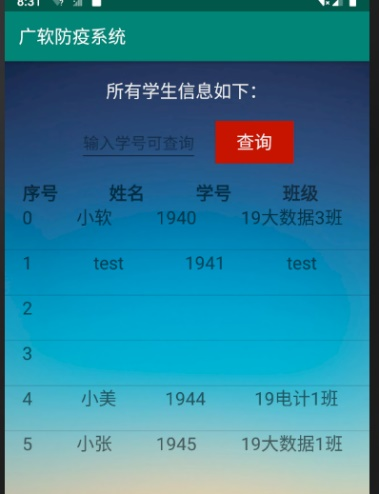 8:31
广软防疫系统
所有学生信息如下：
输入学号可查询 查询
序号 姓名 学号 班级
0 小软 1940 19大数据3班
1 test 1941 test
2
3
4 小美 1944 19电计1班
5 小张 1945 19大数据1班